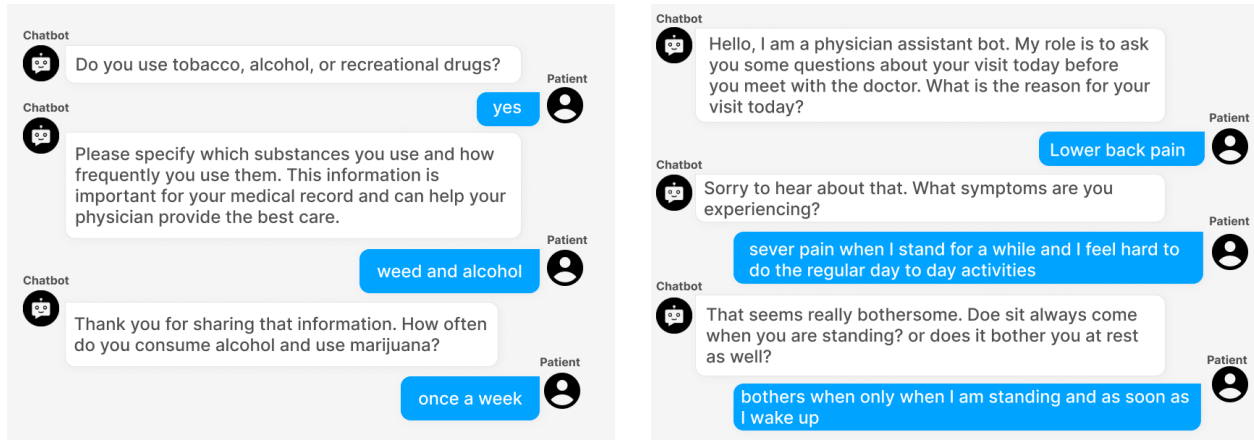 Chatbot
Do you use tobacco, alcohol, or recreational drugs?
Patient
yes
Chatbot
Please specify which substances you use and how
frequently you use them. This information is
important for your medical record and can help your
physician provide the best care.
Patient
weed and alcohol
Chatbot
Thank you for sharing that information. How often
do you consume alcohol and use marijuana?
Patient
once a week
Chatbot
Hello, I am a physician assistant bot. My role is to ask
you some questions about your visit today before
you meet with the doctor. What is the reason for your
visit today?
Patient
Lower back pain
Chatbot
Sorry to hear about that. What symptoms are you
experiencing?
Patient
sever pain when I stand for a while and I feel hard to
do the regular day to day activities
Chatbot
That seems really bothersome. Doe sit always come
when you are standing? or does it bother you at rest
as well?
Patient
bothers when only when I am standing and as soon as
I wake up